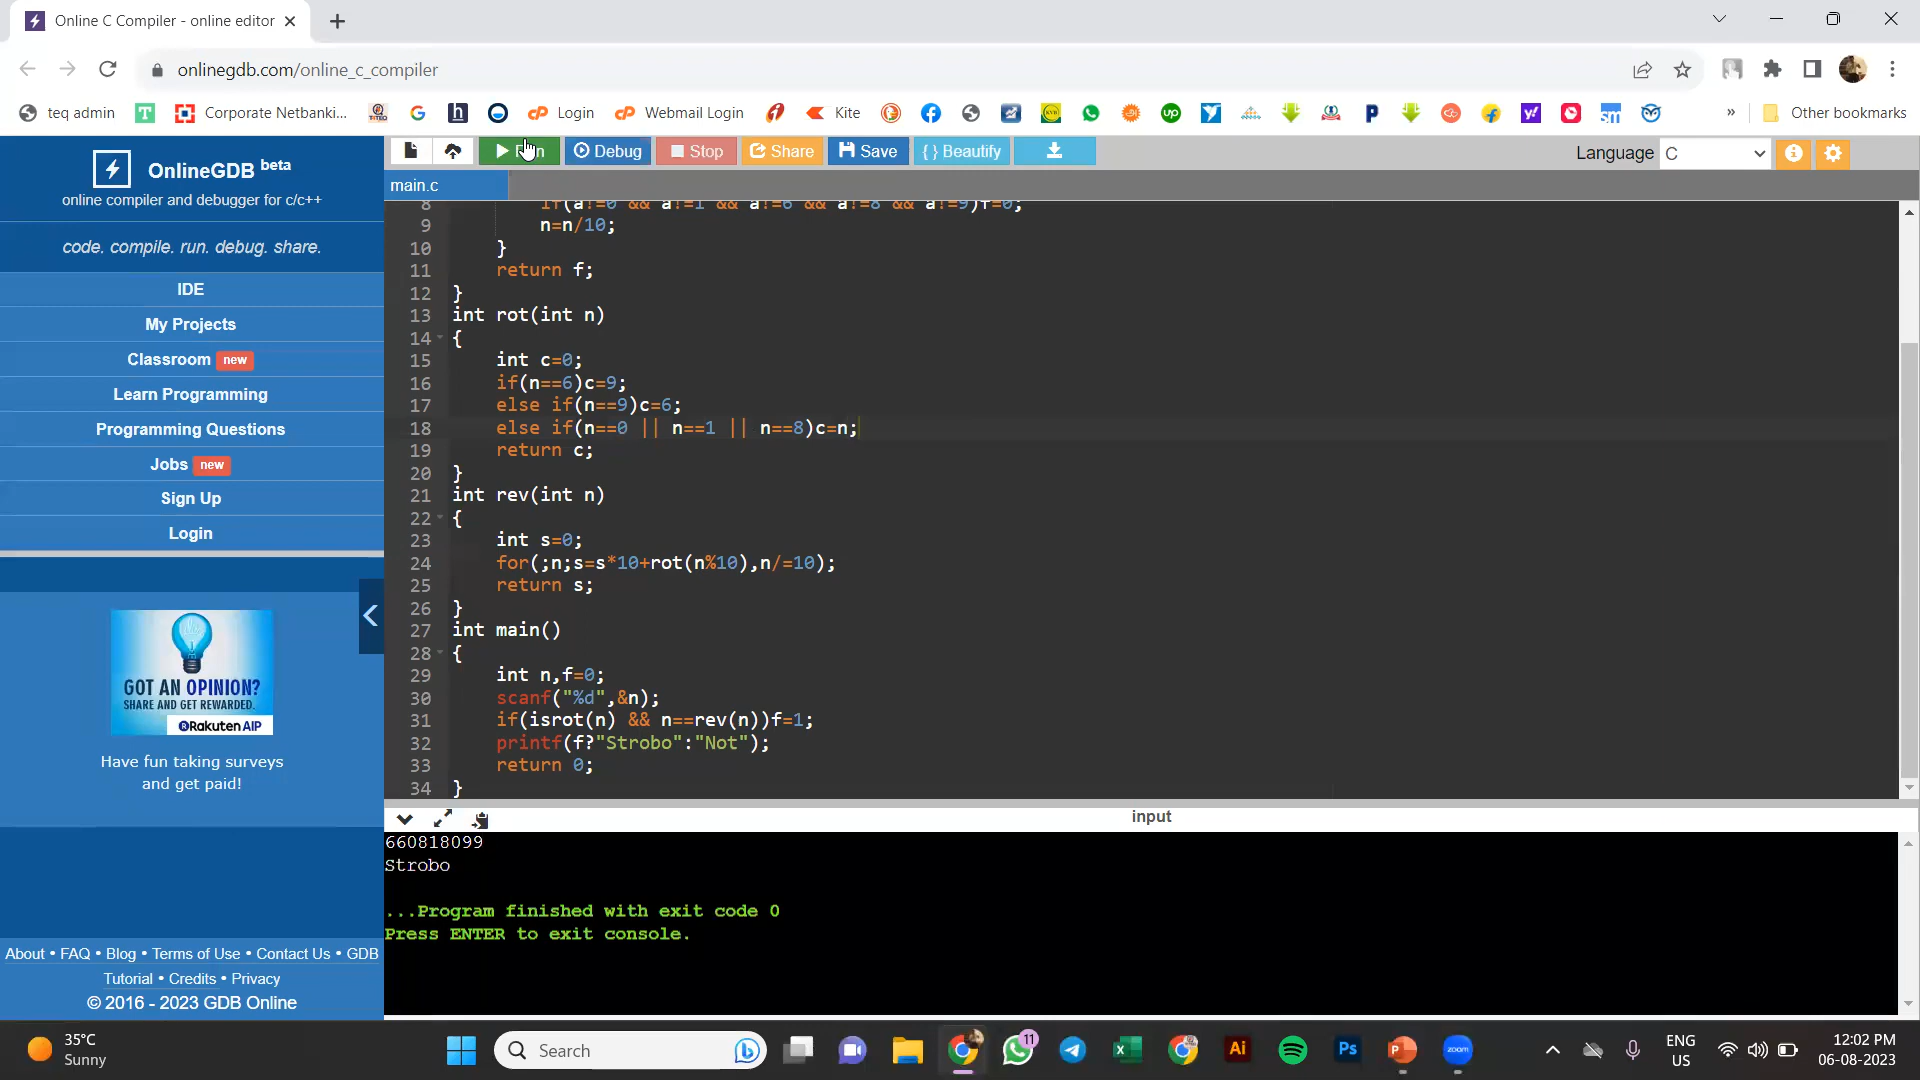 Online C Compiler - online editor
onlinegdb.com/online_c_compiler
teq admin
Corporate Netbanki...
Login
Webmail Login
Kite
»
Other bookmarks
OnlineGDB beta
online compiler and debugger for c/c++
code. compile. run. debug. share.
IDE
My Projects
Classroom new
Learn Programming
Programming Questions
Jobs new
Sign Up
Login
GOT AN OPINION?
SHARE AND GET REWARDED.
Rakuten AIP
Have fun taking surveys
and get paid!
About • FAQ • Blog • Terms of Use • Contact Us • GDB
Tutorial • Credits • Privacy
© 2016 - 2023 GDB Online
Run Debug Stop Share Save { } Beautify
Language C
main.c
8 if(a!=0 && a!=1 && a!=6 && a!=8 && a!=9)f=0;
9 n=n/10;
10 }
11 return f;
12 }
13 int rot(int n)
14 {
15 int c=0;
16 if(n==6)c=9;
17 else if(n==9)c=6;
18 else if(n==0 || n==1 || n==8)c=n;
19 return c;
20 }
21 int rev(int n)
22 {
23 int s=0;
24 for(;n;s=s*10+rot(n%10),n/=10);
25 return s;
26 }
27 int main()
28 {
29 int n,f=0;
30 scanf("%d",&n);
31 if(isrot(n) && n==rev(n))f=1;
32 printf(f?"Strobo":"Not");
33 return 0;
34 }
input
660818099
Strobo
...Program finished with exit code 0
Press ENTER to exit console.
35°C
Sunny
Search
11
ENG
US
12:02 PM
06-08-2023